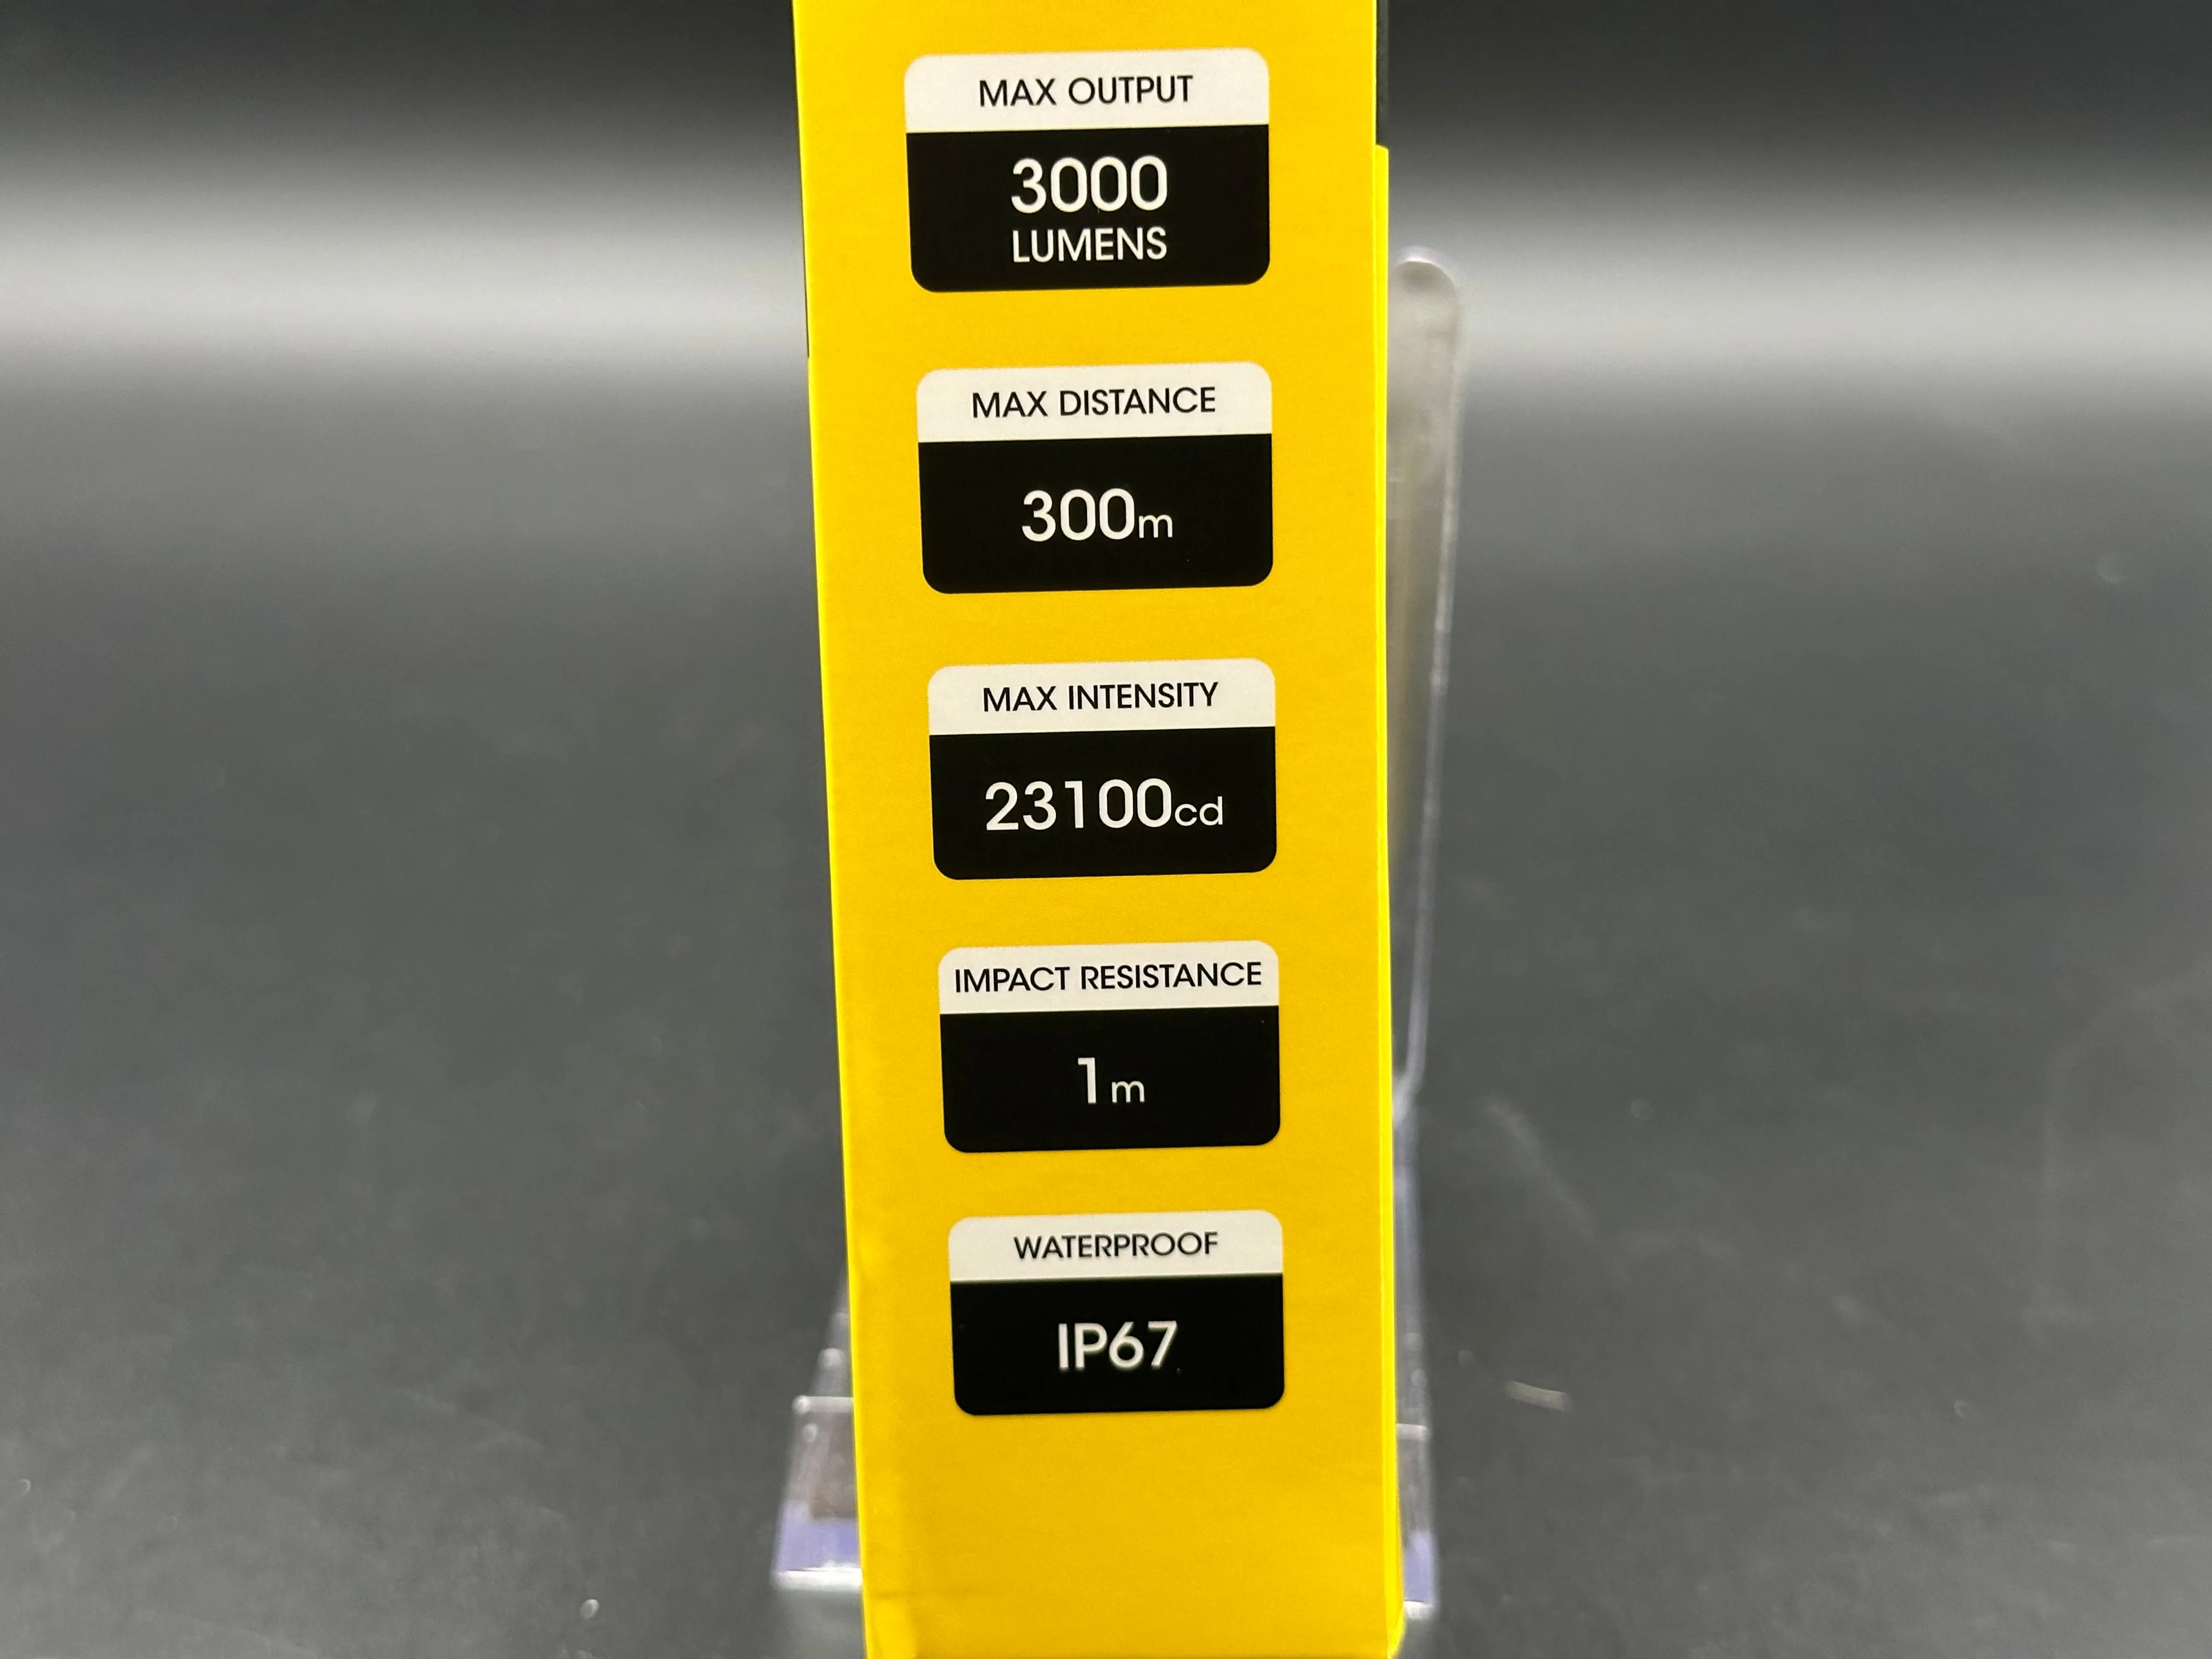 MAX OUTPUT
3000
LUMENS
MAX DISTANCE
300m
MAX INTENSITY
23100cd
IMPACT RESISTANCE
1m
WATERPROOF
IP67